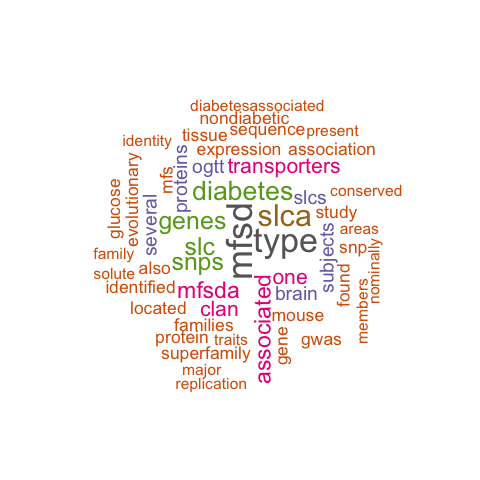 diabetesassociated
nondiabetic
tissue
sequence
present
identity
expression
association
mfs
proteins
ogtt
transporters
glucose
evolutionary
several
diabetes
slcs
conserved
genes
mfsd
slca
study
type
subjects
areas
snp
nominally
slc
snps
family
solute
also
identified
mfsda
one
brain
found
members
located
clan
associated
mouse
families
gene
gwas
protein
traits
superfamily
major
replication